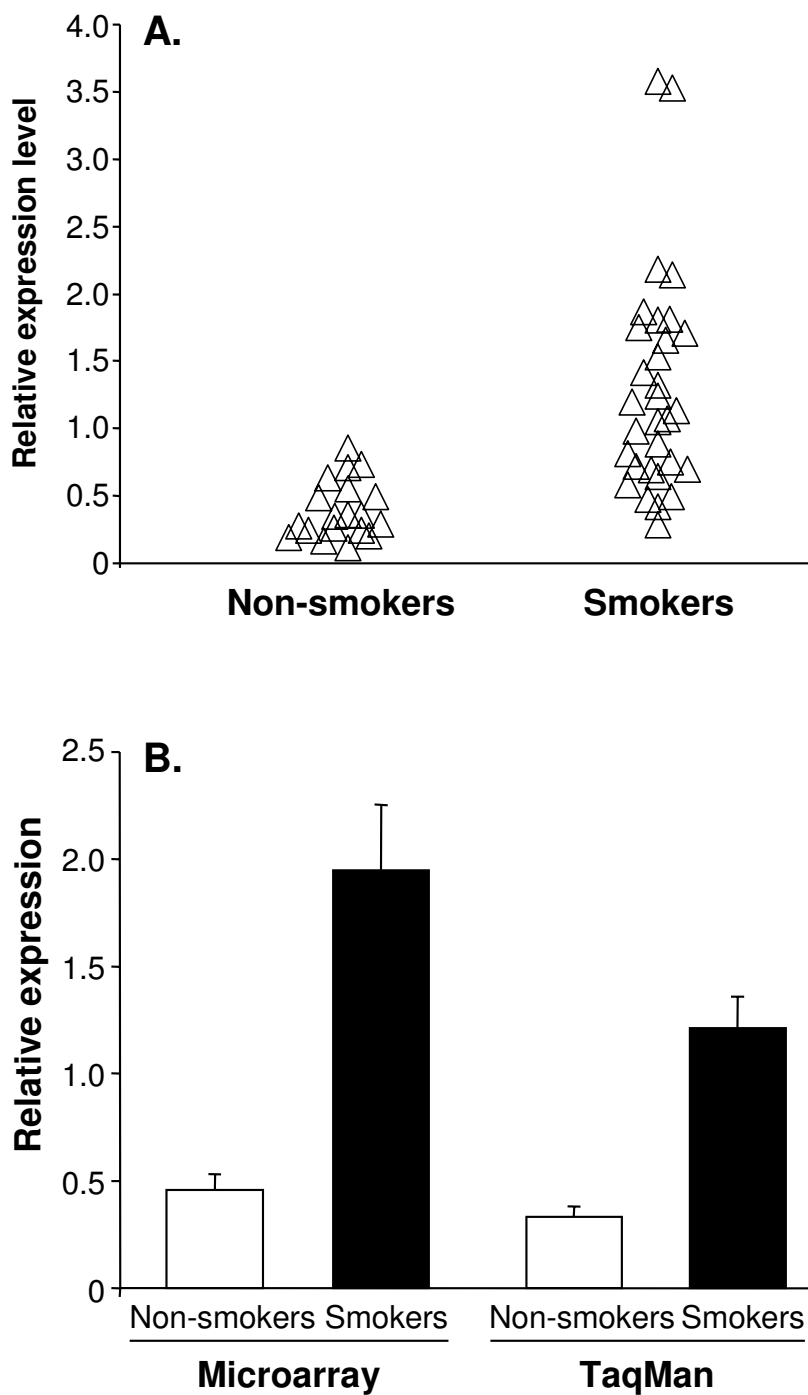 A.
Relative expression level
4.0
3.5
3.0
2.5
2.0
1.5
1.0
0.5
0
Non-smokers Smokers
B.
Relative expression
2.5
2.0
1.5
1.0
0.5
0
Non-smokers Smokers Non-smokers Smokers
Microarray TaqMan